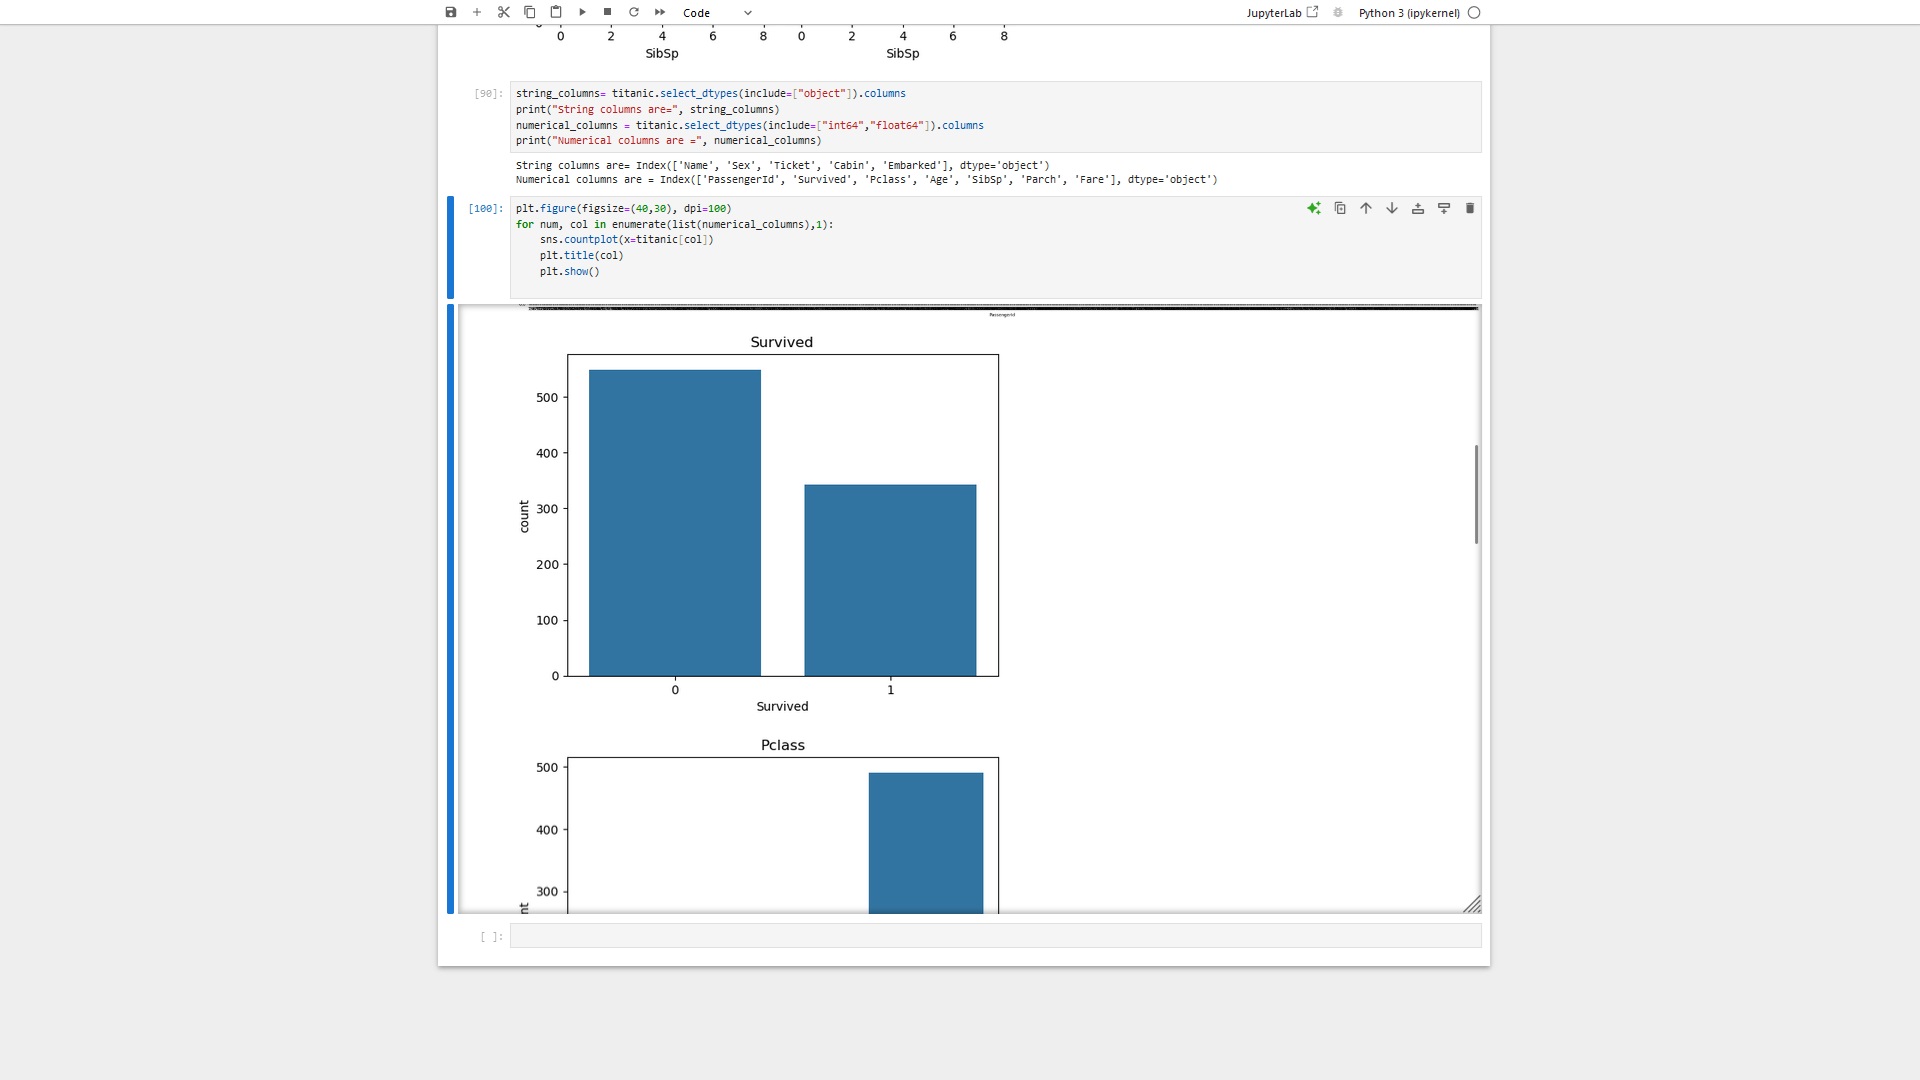 Code JupyterLab Python 3 (ipykernel)
0 2 4 6 8 0 2 4 6 8
SibSp SibSp
[90]: string_columns= titanic.select_dtypes(include=["object"]).columns
print("String columns are=", string_columns)
numerical_columns = titanic.select_dtypes(include=["int64","float64"]).columns
print("Numerical columns are =", numerical_columns)
String columns are= Index(['Name', 'Sex', 'Ticket', 'Cabin', 'Embarked'], dtype='object')
Numerical columns are = Index(['PassengerId', 'Survived', 'Pclass', 'Age', 'SibSp', 'Parch', 'Fare'], dtype='object')
[100]: plt.figure(figsize=(40,30), dpi=100)
for num, col in enumerate(list(numerical_columns),1):
    sns.countplot(x=titanic[col])
    plt.title(col)
    plt.show()
PassengerId
Survived
500
400
300
200
100
0
count
0 1
Survived
Pclass
500
400
300
[ ]: